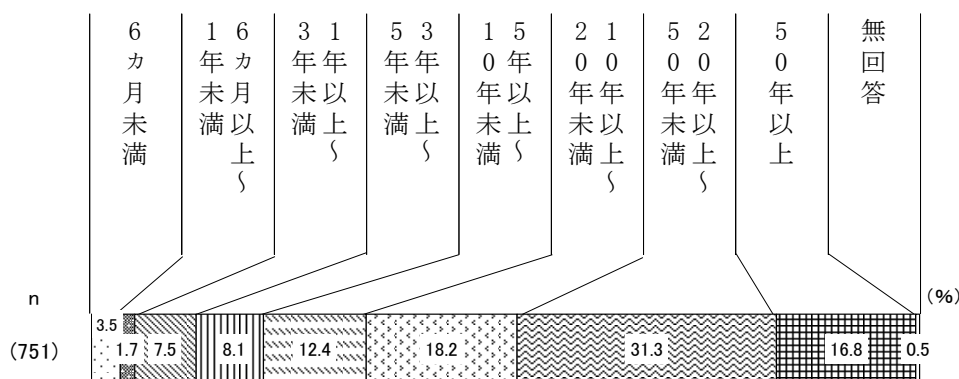 6カ月未満
6カ月以上～
1年未満
1年以上～
3年未満
3年以上～
5年未満
5年以上～
10年未満
10年以上～
20年未満
20年以上～
50年未満
50年以上
無回答
n
(%)
(751)
3.5
1.7
7.5
8.1
12.4
18.2
31.3
16.8
0.5